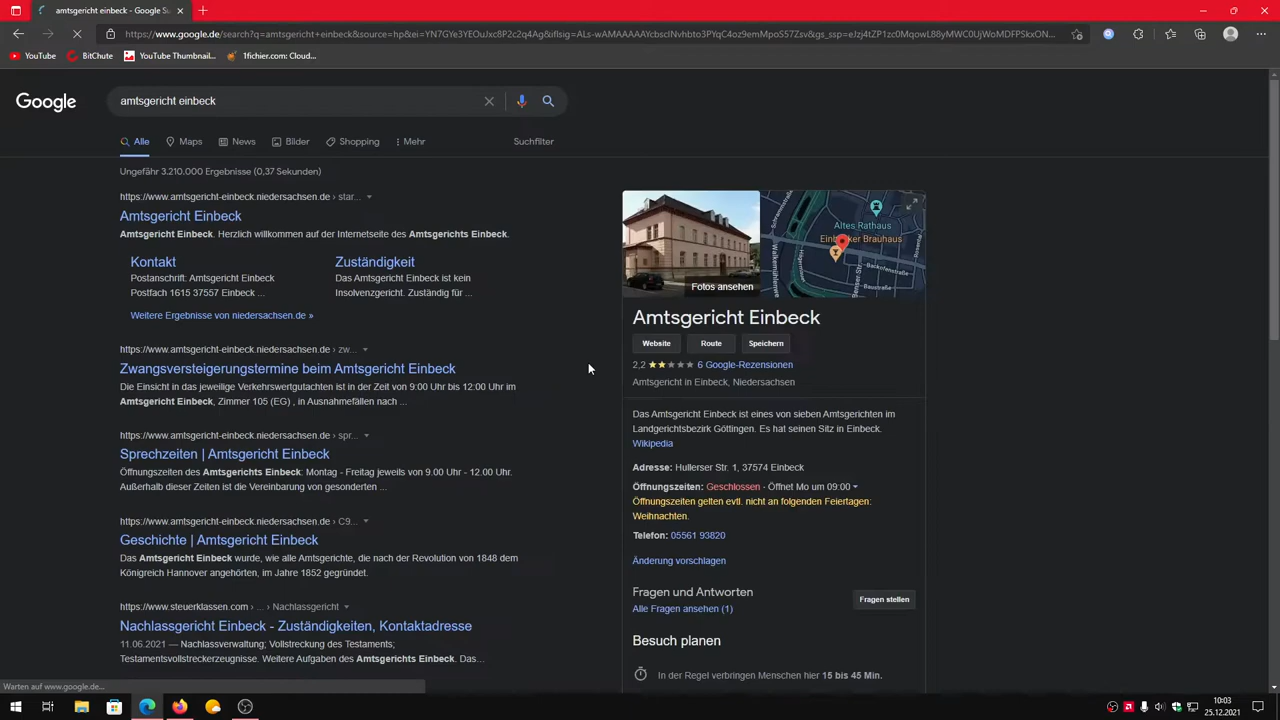 amtsgericht einbeck - Google Su
https://www.google.de/search?q=amtsgericht+einbeck&source=hp&ei=
YouTube
BitChute
YouTube Thumbnail...
1fichier.com: Cloud...
Google
amtsgericht einbeck
Alle
Maps
News
Bilder
Shopping
Mehr
Suchfilter
Ungefähr 3.210.000 Ergebnisse (0,37 Sekunden)
https://www.amtsgericht-einbeck.niedersachsen.de › star...
Amtsgericht Einbeck
Amtsgericht Einbeck. Herzlich willkommen auf der Internetseite des Amtsgerichts Einbeck.
Kontakt
Postanschrift: Amtsgericht Einbeck
Postfach 1615 37557 Einbeck ...
Zuständigkeit
Das Amtsgericht Einbeck ist kein
Insolvenzgericht. Zuständig für ...
Weitere Ergebnisse von niedersachsen.de »
https://www.amtsgericht-einbeck.niedersachsen.de › zw...
Zwangsversteigerungstermine beim Amtsgericht Einbeck
Die Einsicht in das jeweilige Verkehrswertgutachten ist in der Zeit von 9:00 Uhr bis 12:00 Uhr im
Amtsgericht Einbeck, Zimmer 105 (EG) , in Ausnahmefällen nach ...
https://www.amtsgericht-einbeck.niedersachsen.de › spr...
Sprechzeiten | Amtsgericht Einbeck
Öffnungszeiten des Amtsgerichts Einbeck: Montag - Freitag jeweils von 9.00 Uhr - 12.00 Uhr.
Außerhalb dieser Zeiten ist die Vereinbarung von gesonderten ...
https://www.amtsgericht-einbeck.niedersachsen.de › C9...
Geschichte | Amtsgericht Einbeck
Das Amtsgericht Einbeck wurde, wie alle Amtsgerichte, die nach der Revolution von 1848 dem
Königreich Hannover angehörten, im Jahre 1852 gegründet.
https://www.steuerklassen.com › ... › Nachlassgericht
Nachlassgericht Einbeck - Zuständigkeiten, Kontaktadresse
11.06.2021 — Nachlassverwaltung; Vollstreckung des Testaments;
Testamentsvollstreckerzeugnisse. Weitere Aufgaben des Amtsgerichts Einbeck. Das...
Warten auf www.google.de...
Fotos ansehen
Altes Rathaus
Einbecker Brauhaus
Walkemühlenweg
Backofenstraße
Baustraße
Amtsgericht Einbeck
Website
Route
Speichern
2,2 ★★★★★ 6 Google-Rezensionen
Amtsgericht in Einbeck, Niedersachsen
Das Amtsgericht Einbeck ist eines von sieben Amtsgerichten im
Landgerichtsbezirk Göttingen. Es hat seinen Sitz in Einbeck.
Wikipedia
Adresse: Hullerser Str. 1, 37574 Einbeck
Öffnungszeiten: Geschlossen · Öffnet Mo um 09:00
Öffnungszeiten gelten evtl. nicht an folgenden Feiertagen:
Weihnachten.
Telefon: 05561 93820
Änderung vorschlagen
Fragen und Antworten
Alle Fragen ansehen (1)
Fragen stellen
Besuch planen
In der Regel verbringen Menschen hier 15 bis 45 Min.
10:03
25.12.2021